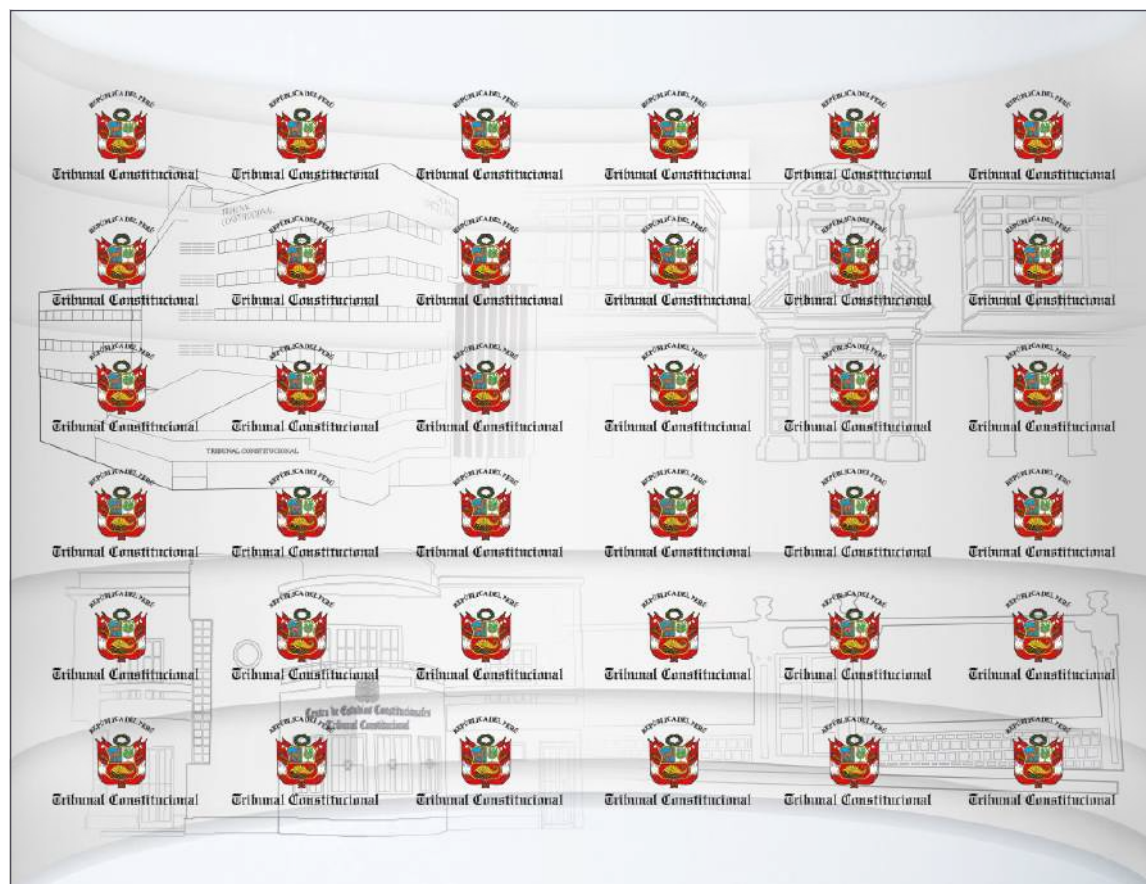 REPÚBLICA DEL PERÚ REPÚBLICA DEL PERÚ REPÚBLICA DEL PERÚ REPÚBLICA DEL PERÚ REPÚBLICA DEL PERÚ REPÚBLICA DEL PERÚ
Tribunal Constitucional Tribunal Constitucional Tribunal Constitucional Tribunal Constitucional Tribunal Constitucional Tribunal Constitucional
TRIBUNAL
CONSTITUCIONAL
REPÚBLICA DEL PERÚ REPÚBLICA DEL PERÚ REPÚBLICA DEL PERÚ REPÚBLICA DEL PERÚ REPÚBLICA DEL PERÚ REPÚBLICA DEL PERÚ
Tribunal Constitucional Tribunal Constitucional Tribunal Constitucional Tribunal Constitucional Tribunal Constitucional Tribunal Constitucional
REPÚBLICA DEL PERÚ REPÚBLICA DEL PERÚ REPÚBLICA DEL PERÚ REPÚBLICA DEL PERÚ REPÚBLICA DEL PERÚ REPÚBLICA DEL PERÚ
Tribunal Constitucional Tribunal Constitucional Tribunal Constitucional Tribunal Constitucional Tribunal Constitucional Tribunal Constitucional
TRIBUNAL CONSTITUCIONAL
REPÚBLICA DEL PERÚ REPÚBLICA DEL PERÚ REPÚBLICA DEL PERÚ REPÚBLICA DEL PERÚ REPÚBLICA DEL PERÚ REPÚBLICA DEL PERÚ
Tribunal Constitucional Tribunal Constitucional Tribunal Constitucional Tribunal Constitucional Tribunal Constitucional Tribunal Constitucional
REPÚBLICA DEL PERÚ REPÚBLICA DEL PERÚ REPÚBLICA DEL PERÚ REPÚBLICA DEL PERÚ REPÚBLICA DEL PERÚ REPÚBLICA DEL PERÚ
Tribunal Constitucional Tribunal Constitucional Tribunal Constitucional Tribunal Constitucional Tribunal Constitucional Tribunal Constitucional
Centro de Estudios Constitucionales
Tribunal Constitucional
REPÚBLICA DEL PERÚ REPÚBLICA DEL PERÚ REPÚBLICA DEL PERÚ REPÚBLICA DEL PERÚ REPÚBLICA DEL PERÚ REPÚBLICA DEL PERÚ
Tribunal Constitucional Tribunal Constitucional Tribunal Constitucional Tribunal Constitucional Tribunal Constitucional Tribunal Constitucional